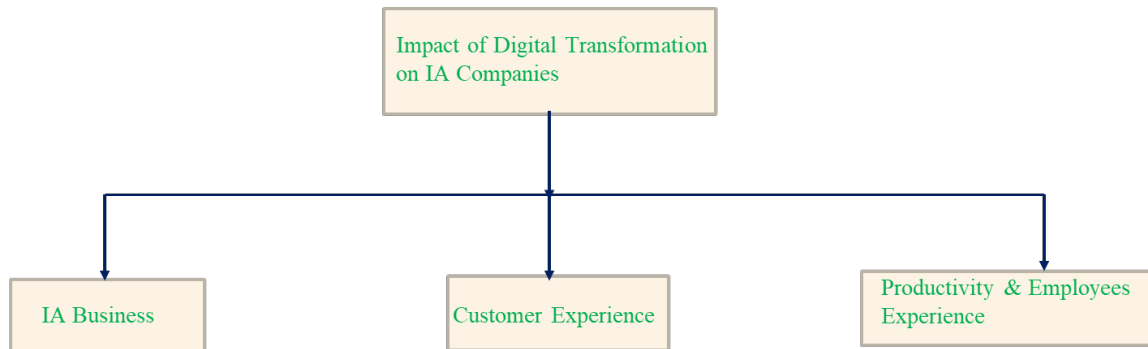 Impact of Digital Transformation
on IA Companies
IA Business
Customer Experience
Productivity & Employees
Experience